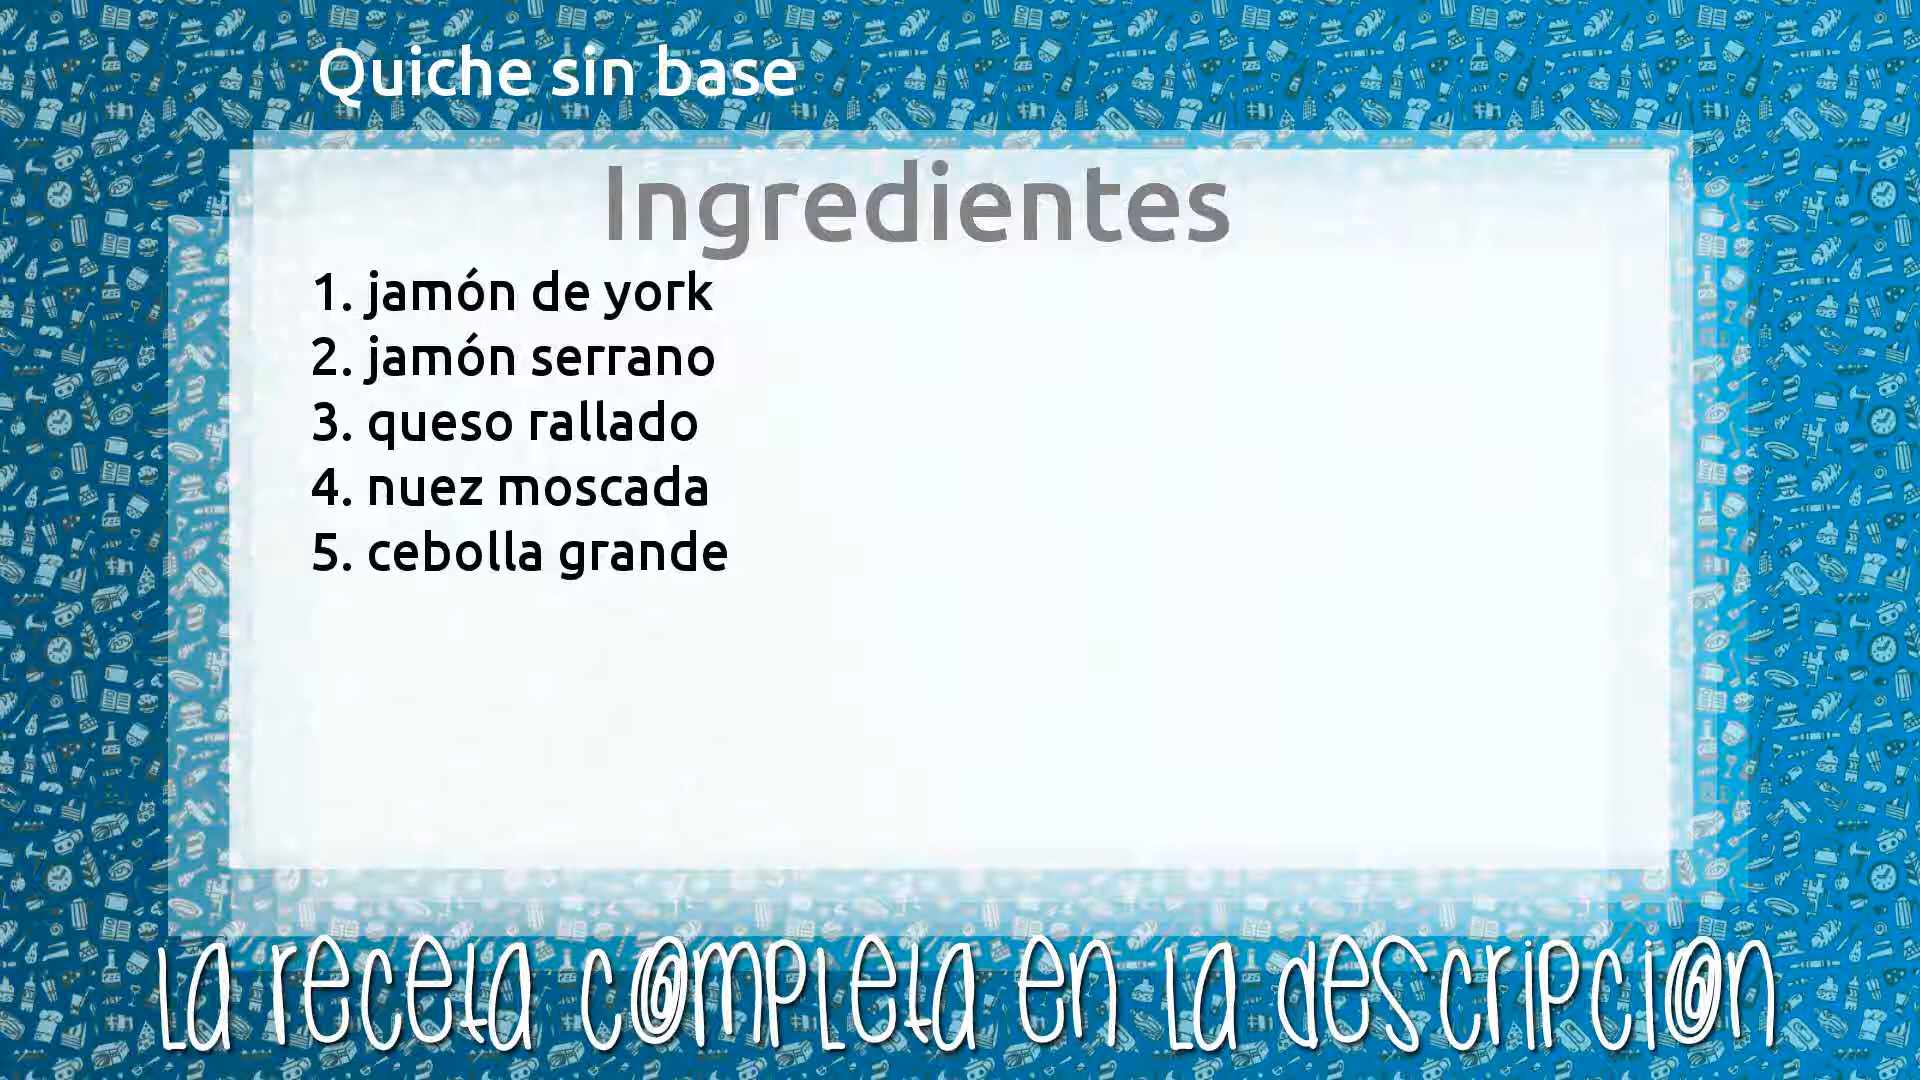 Quiche sin base
Ingredientes
1. jamón de york
2. jamón serrano
3. queso rallado
4. nuez moscada
5. cebolla grande
La receta completa en la descripcion